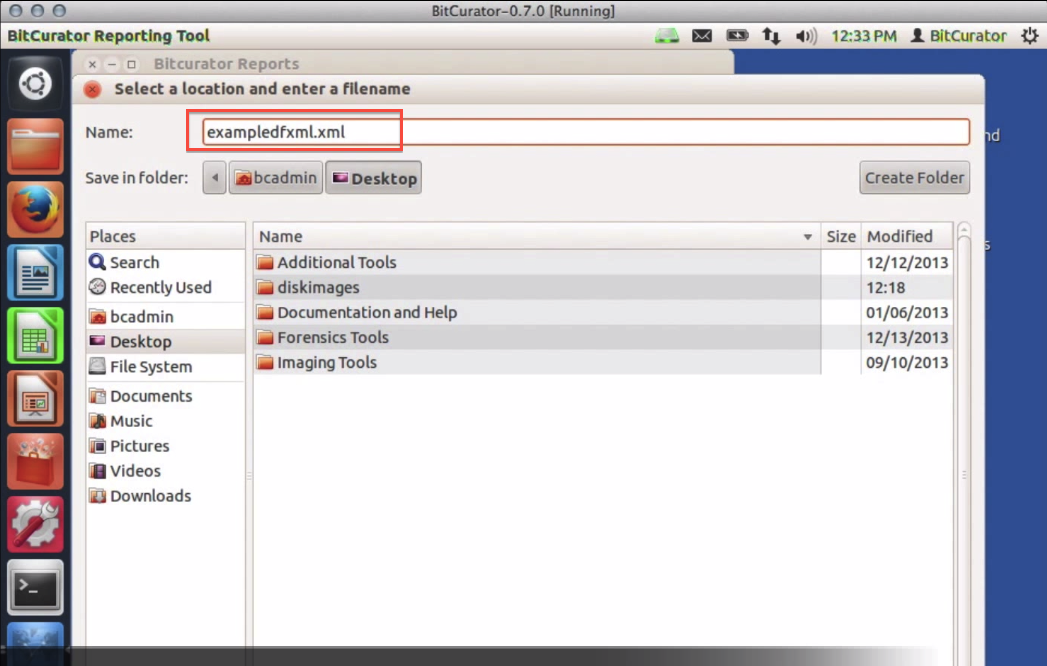 BitCurator-0.7.0 [Running]
BitCurator Reporting Tool 12:33 PM BitCurator
Bitcurator Reports
Select a location and enter a filename
Name: exampledfxml.xml
Save in folder: bcadmin Desktop Create Folder
Places Name Size Modified
Search Additional Tools 12/12/2013
Recently Used diskimages 12:18
bcadmin Documentation and Help 01/06/2013
Desktop Forensics Tools 12/13/2013
File System Imaging Tools 09/10/2013
Documents
Music
Pictures
Videos
Downloads